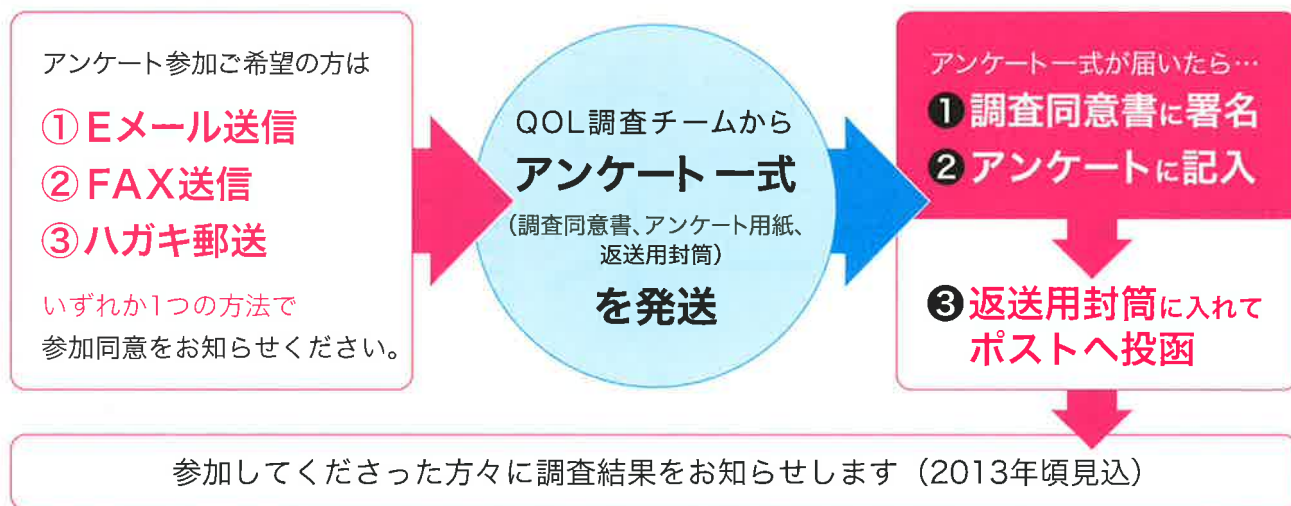 アンケート参加ご希望の方は
①Eメール送信
②FAX送信
③ハガキ郵送
いずれか1つの方法で
参加同意をお知らせください。
QOL調査チームから
アンケート一式
(調査同意書、アンケート用紙、
返送用封筒)
を発送
アンケート一式が届いたら…
❶調査同意書に署名
❷アンケートに記入
❸返送用封筒に入れて
ポストへ投函
参加してくださった方々に調査結果をお知らせします（2013年頃見込）